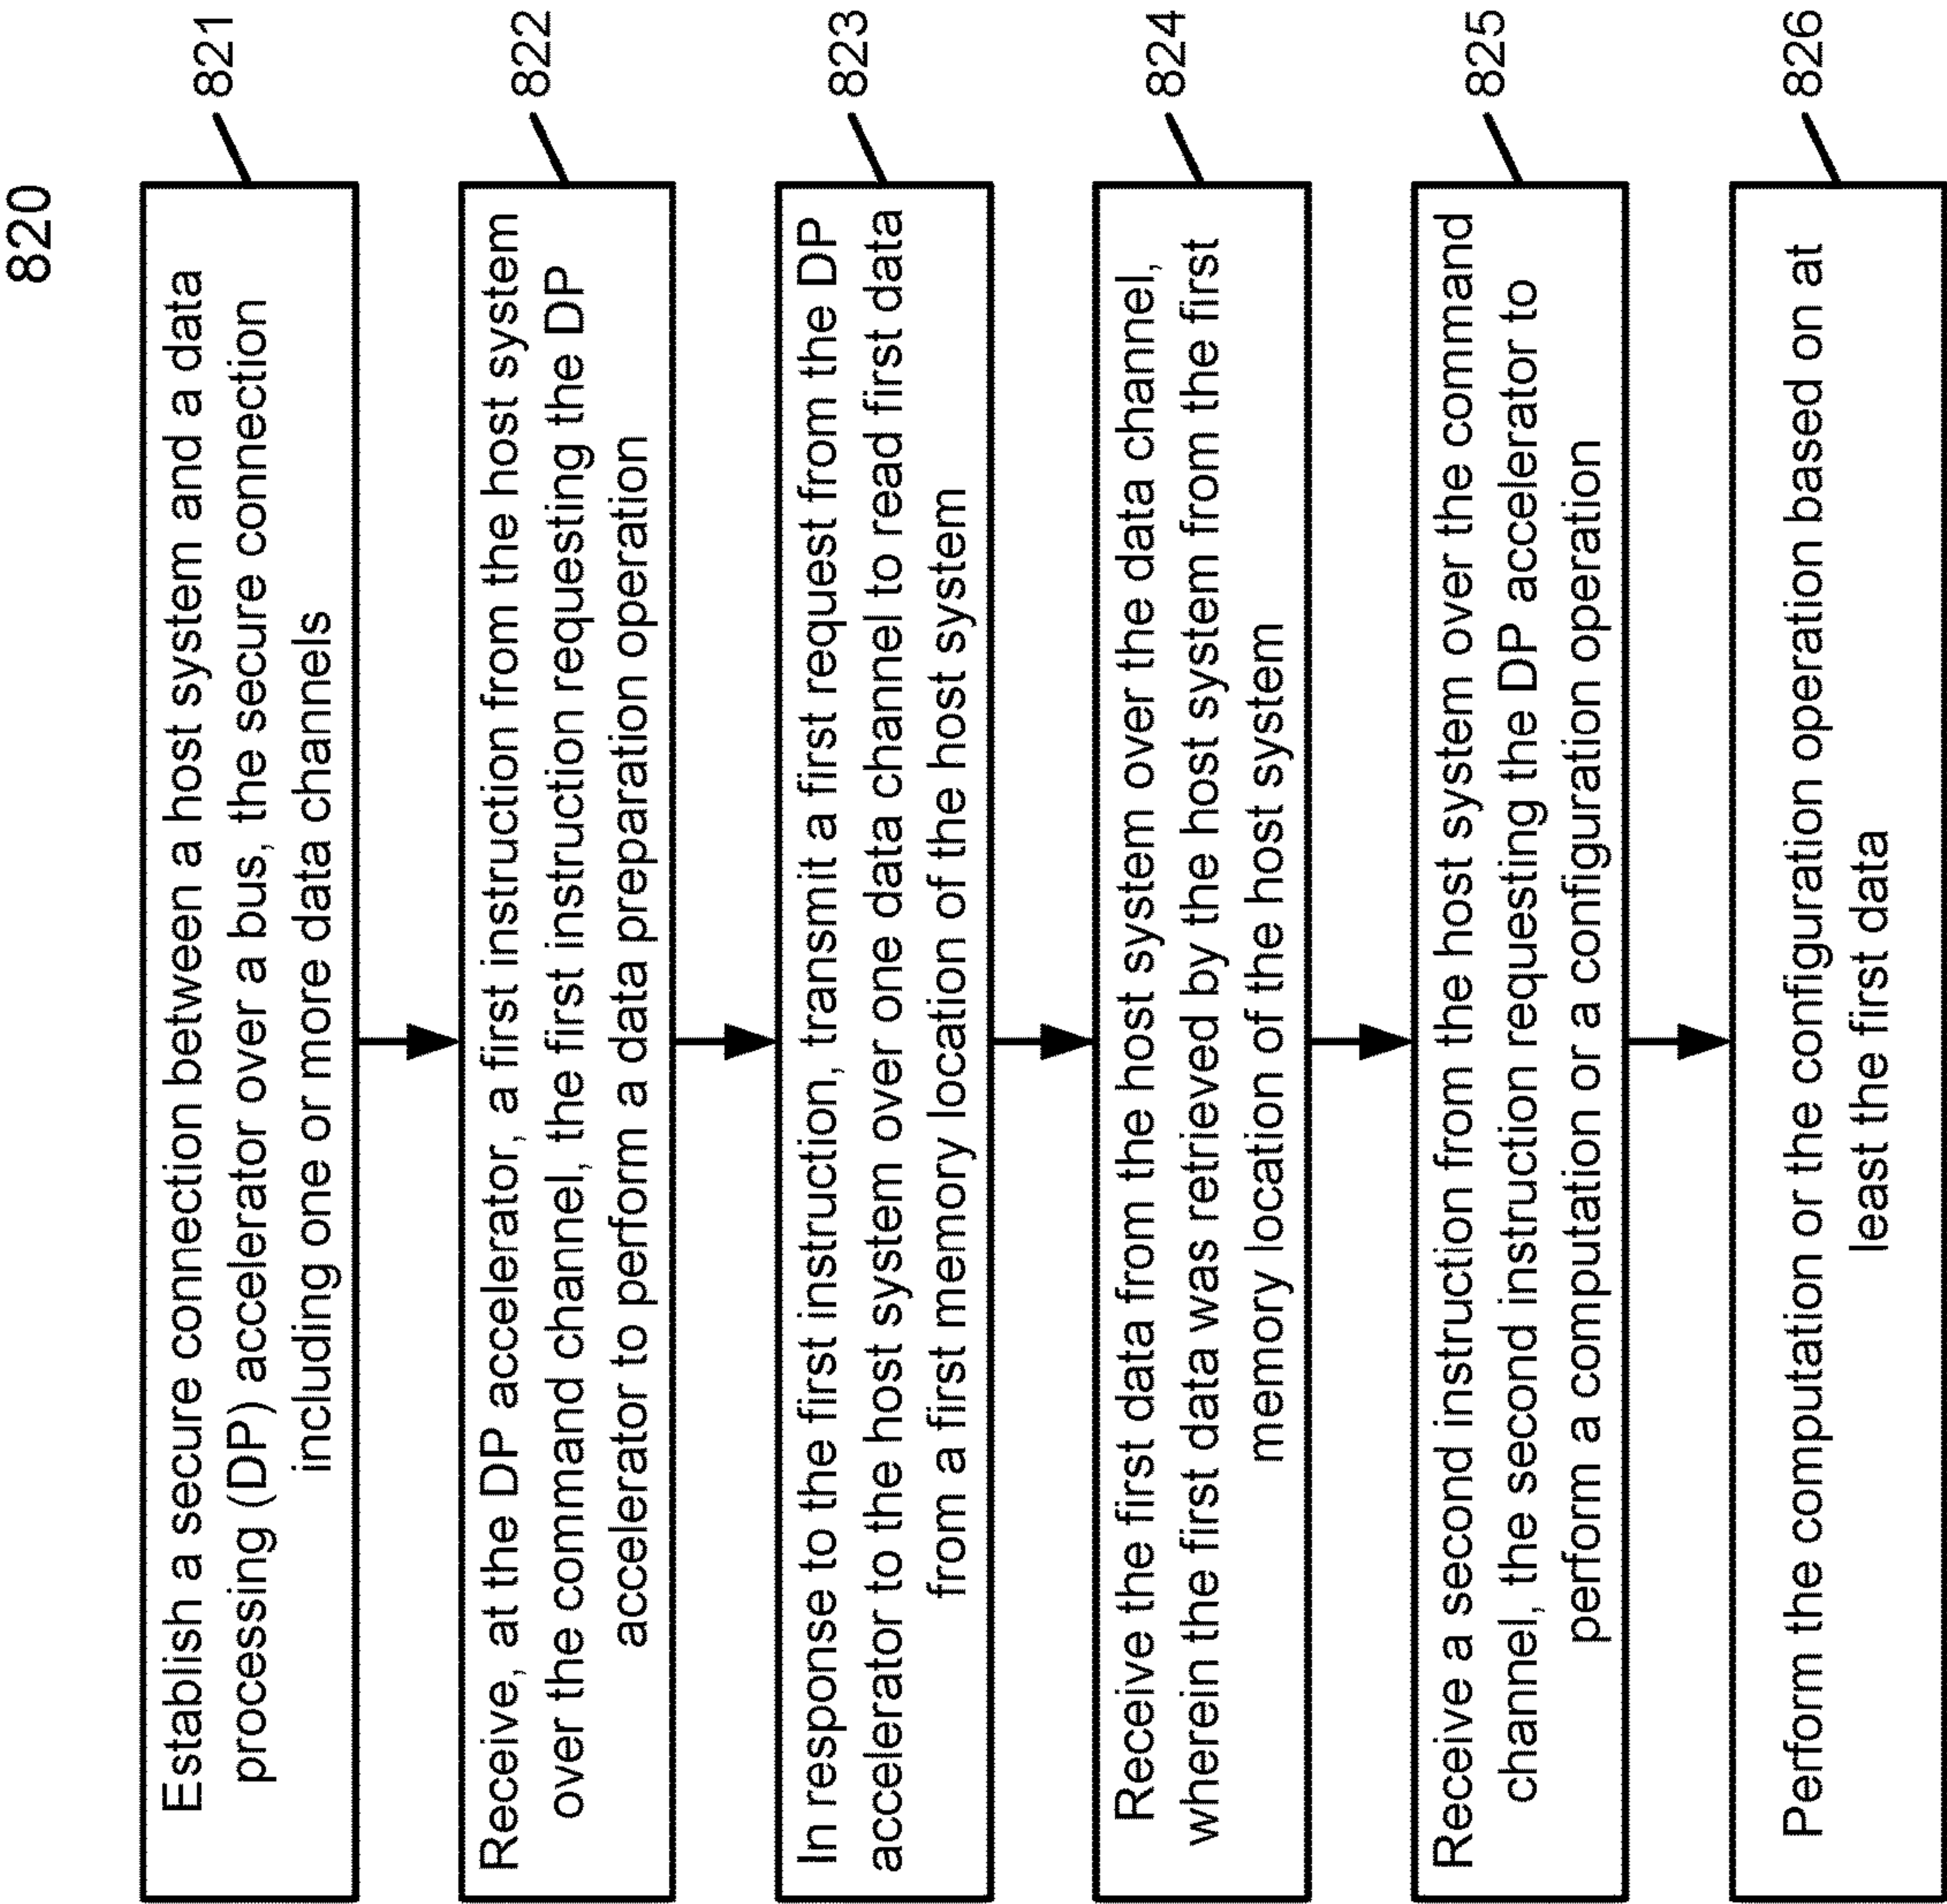 820
Establish a secure connection between a host system and a data
processing (DP) accelerator over a bus, the secure connection
including one or more data channels
821
Receive, at the DP accelerator, a first instruction from the host system
over the command channel, the first instruction requesting the DP
accelerator to perform a data preparation operation
822
In response to the first instruction, transmit a first request from the DP
accelerator to the host system over one data channel to read first data
from a first memory location of the host system
823
Receive the first data from the host system over the data channel,
wherein the first data was retrieved by the host system from the first
memory location of the host system
824
Receive a second instruction from the host system over the command
channel, the second instruction requesting the DP accelerator to
perform a computation or a configuration operation
825
Perform the computation or the configuration operation based on at
least the first data
826